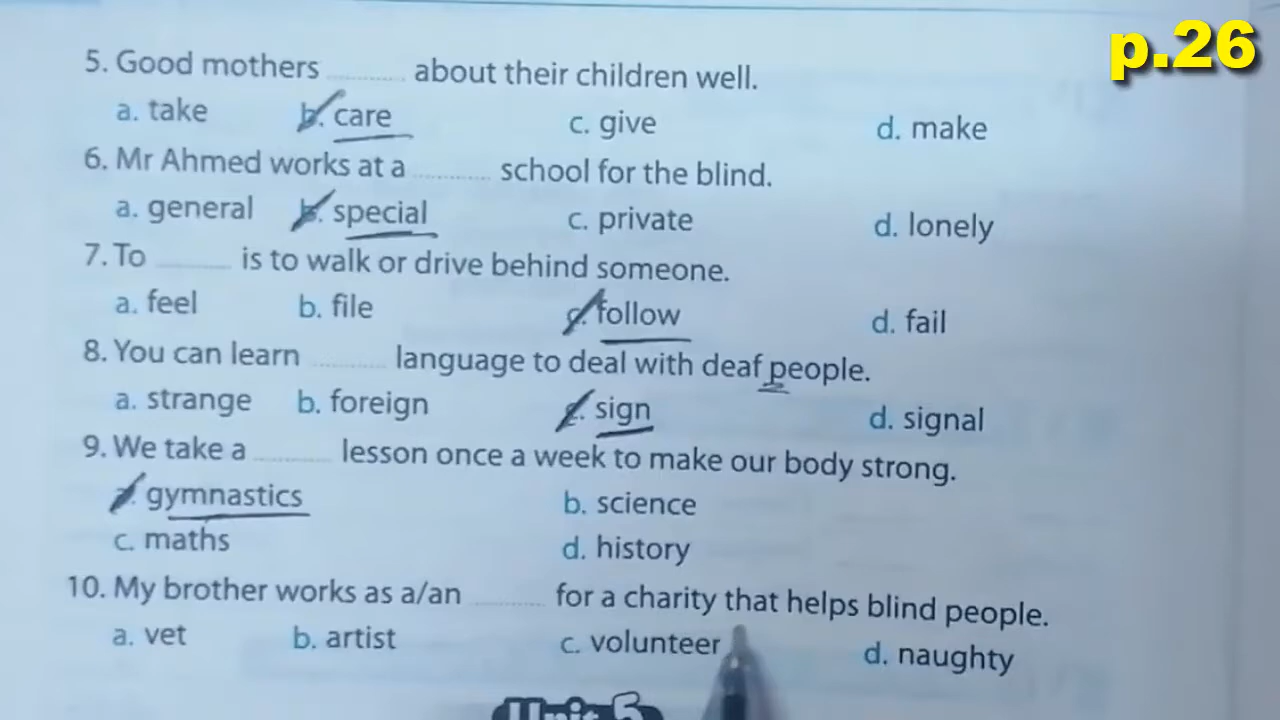 p.26
5. Good mothers .......... about their children well.
a. take b. care c. give d. make
6. Mr Ahmed works at a .......... school for the blind.
a. general b. special c. private d. lonely
7. To .......... is to walk or drive behind someone.
a. feel b. file c. follow d. fail
8. You can learn .......... language to deal with deaf people.
a. strange b. foreign c. sign d. signal
9. We take a .......... lesson once a week to make our body strong.
a. gymnastics b. science
c. maths d. history
10. My brother works as a/an .......... for a charity that helps blind people.
a. vet b. artist c. volunteer d. naughty
Unit 5